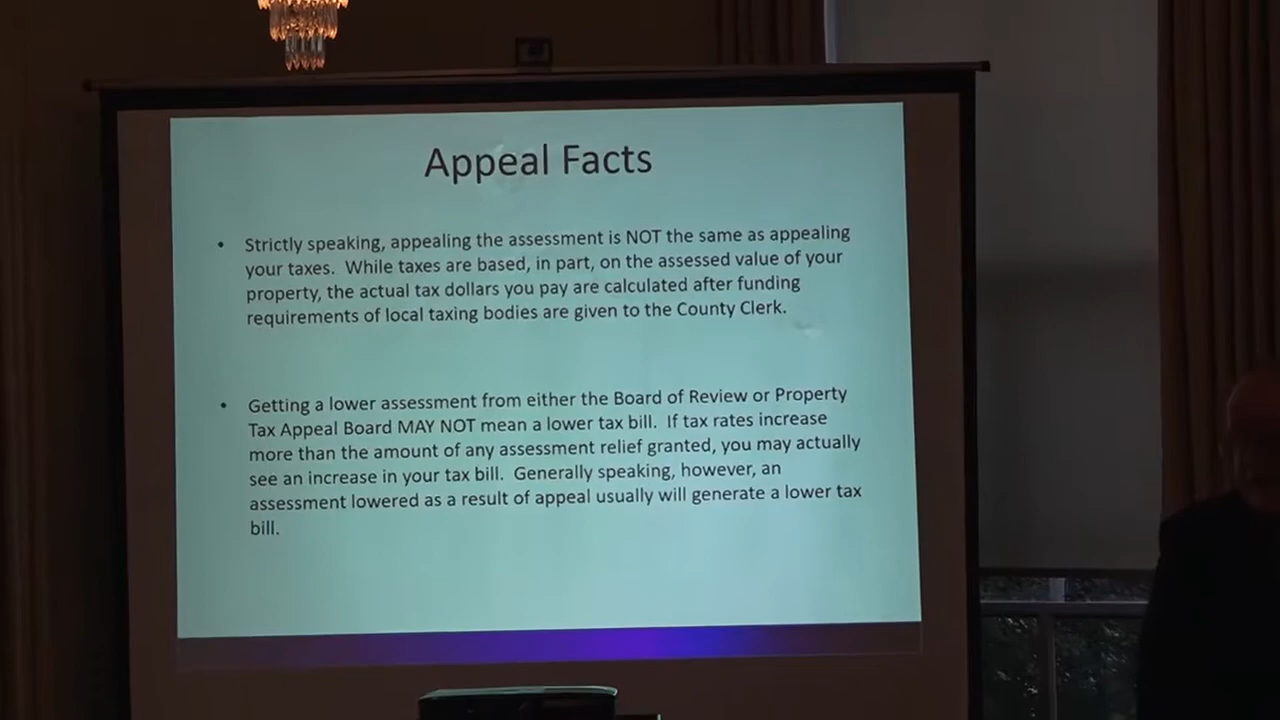 Appeal Facts
• Strictly speaking, appealing the assessment is NOT the same as appealing
your taxes.  While taxes are based, in part, on the assessed value of your
property, the actual tax dollars you pay are calculated after funding
requirements of local taxing bodies are given to the County Clerk.
• Getting a lower assessment from either the Board of Review or Property
Tax Appeal Board MAY NOT mean a lower tax bill.  If tax rates increase
more than the amount of any assessment relief granted, you may actually
see an increase in your tax bill.  Generally speaking, however, an
assessment lowered as a result of appeal usually will generate a lower tax
bill.